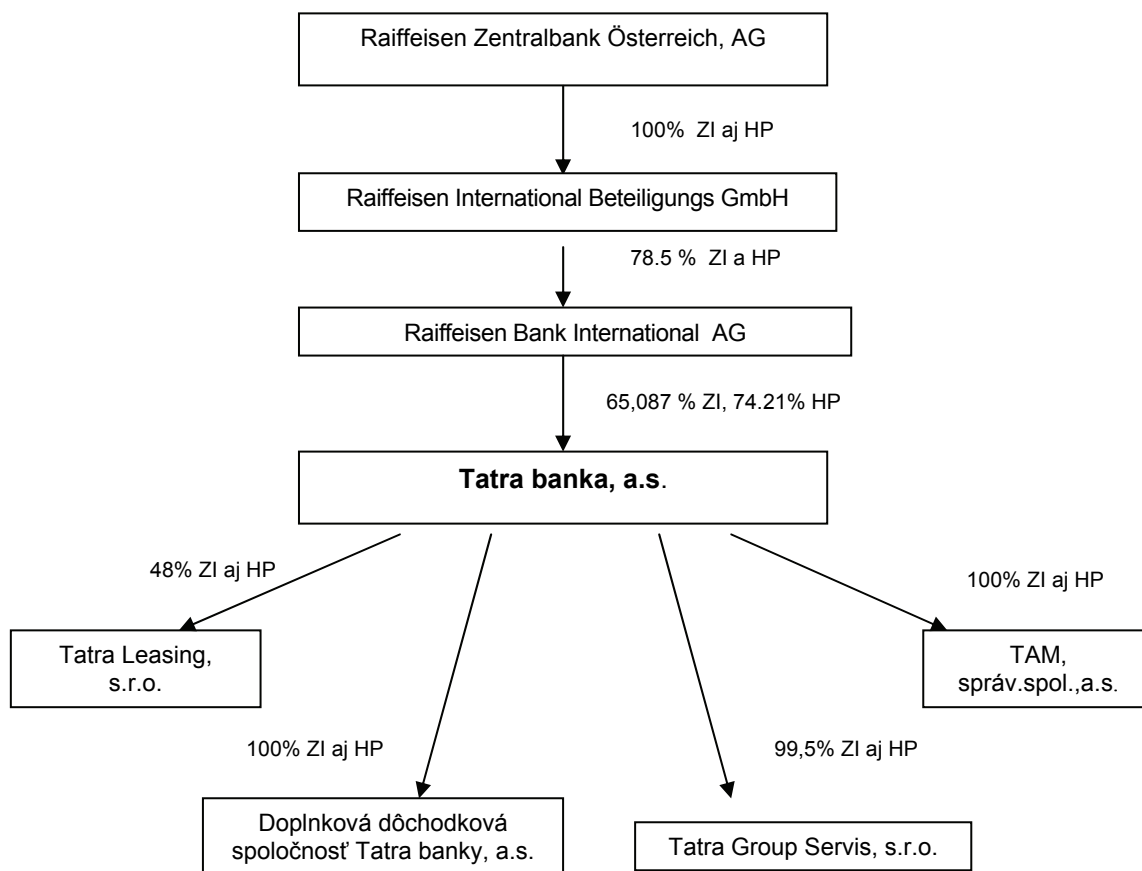 Raiffeisen Zentralbank Österreich, AG
100% ZI aj HP
Raiffeisen International Beteiligungs GmbH
78.5 % ZI a HP
Raiffeisen Bank International AG
65,087 % ZI, 74.21% HP
Tatra banka, a.s.
48% ZI aj HP
100% ZI aj HP
Tatra Leasing,
s.r.o.
TAM,
správ.spol.,a.s.
100% ZI aj HP
99,5% ZI aj HP
Doplnková dôchodková
spoločnosť Tatra banky, a.s.
Tatra Group Servis, s.r.o.